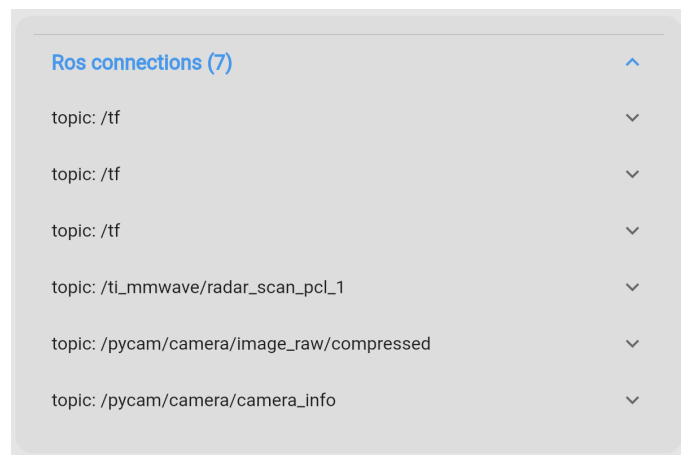 Ros connections (7)
topic: /tf
topic: /tf
topic: /tf
topic: /ti_mmwave/radar_scan_pcl_1
topic: /pycam/camera/image_raw/compressed
topic: /pycam/camera/camera_info